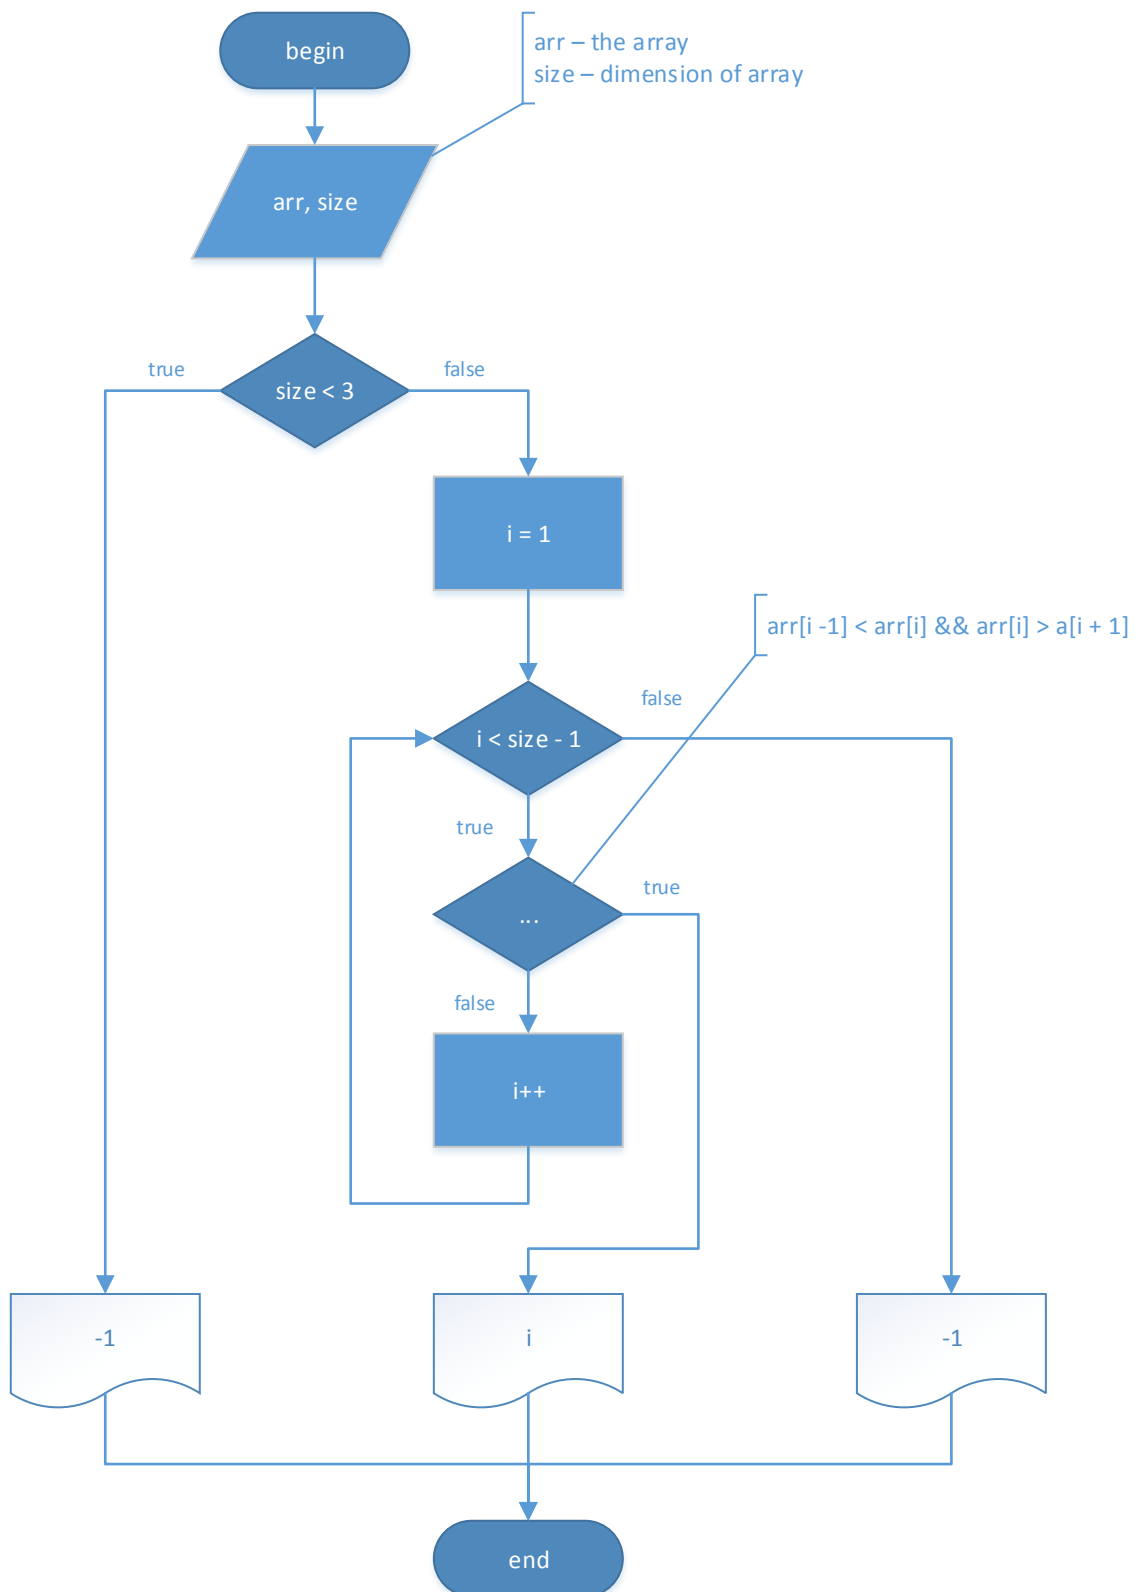 begin
arr – the array
size – dimension of array
arr, size
true
false
size < 3
i = 1
arr[i -1] < arr[i] && arr[i] > a[i + 1]
false
i < size - 1
true
true
...
false
i++
-1
i
-1
end